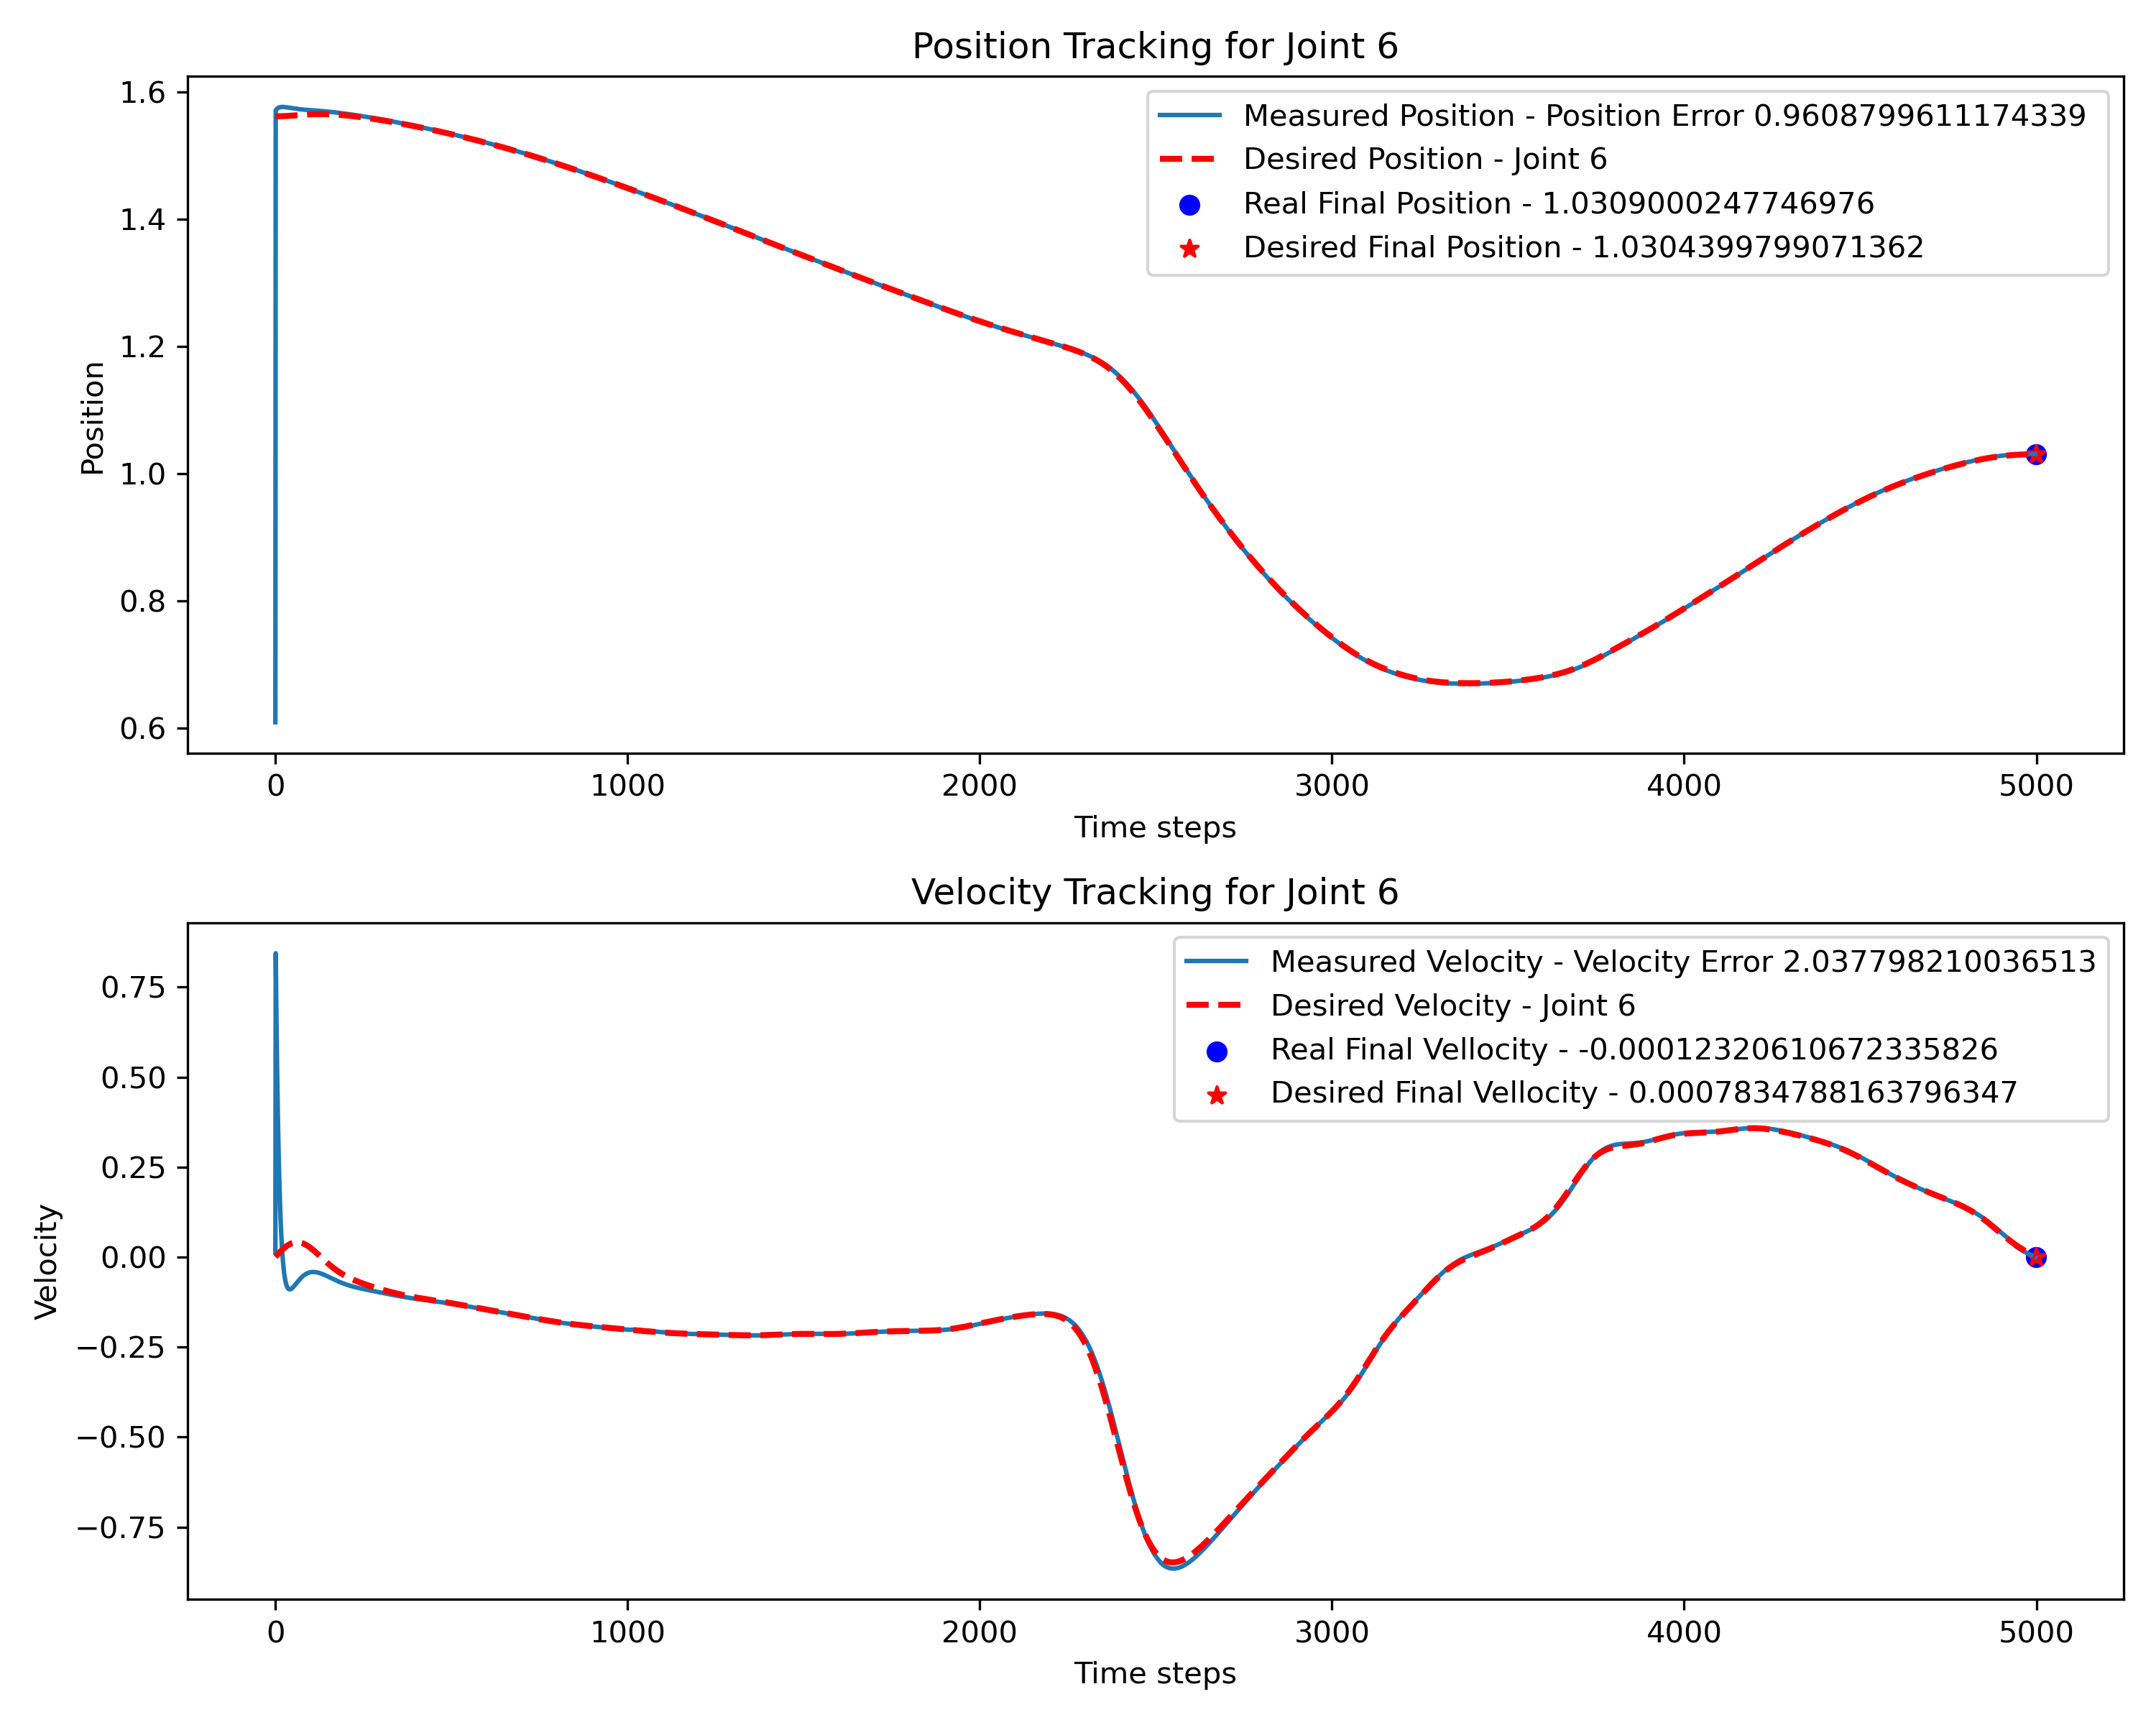 Position Tracking for Joint 6
Measured Position - Position Error 0.9608799611174339
Desired Position - Joint 6
Real Final Position - 1.0309000247746976
Desired Final Position - 1.0304399799071362
Position
1.6
1.4
1.2
1.0
0.8
0.6
0
1000
2000
3000
4000
5000
Time steps
Velocity Tracking for Joint 6
Measured Velocity - Velocity Error 2.037798210036513
Desired Velocity - Joint 6
Real Final Vellocity - -0.00012320610672335826
Desired Final Vellocity - 0.0007834788163796347
Velocity
0.75
0.50
0.25
0.00
−0.25
−0.50
−0.75
0
1000
2000
3000
4000
5000
Time steps